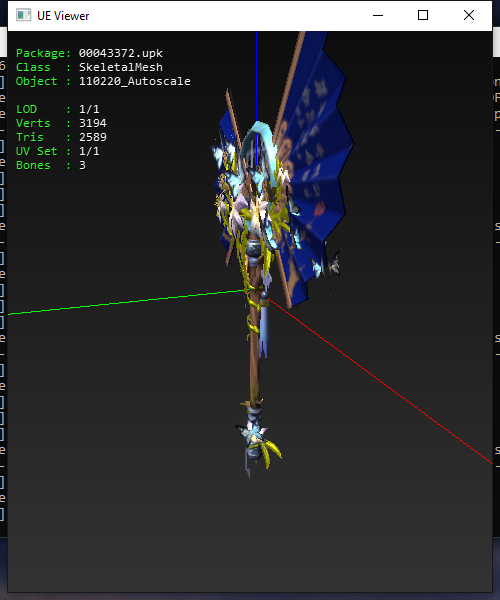 UE Viewer
Package: 00043372.upk
Class  : SkeletalMesh
Object : 110220_Autoscale
LOD    : 1/1
Verts  : 3194
Tris   : 2589
UV Set : 1/1
Bones  : 3